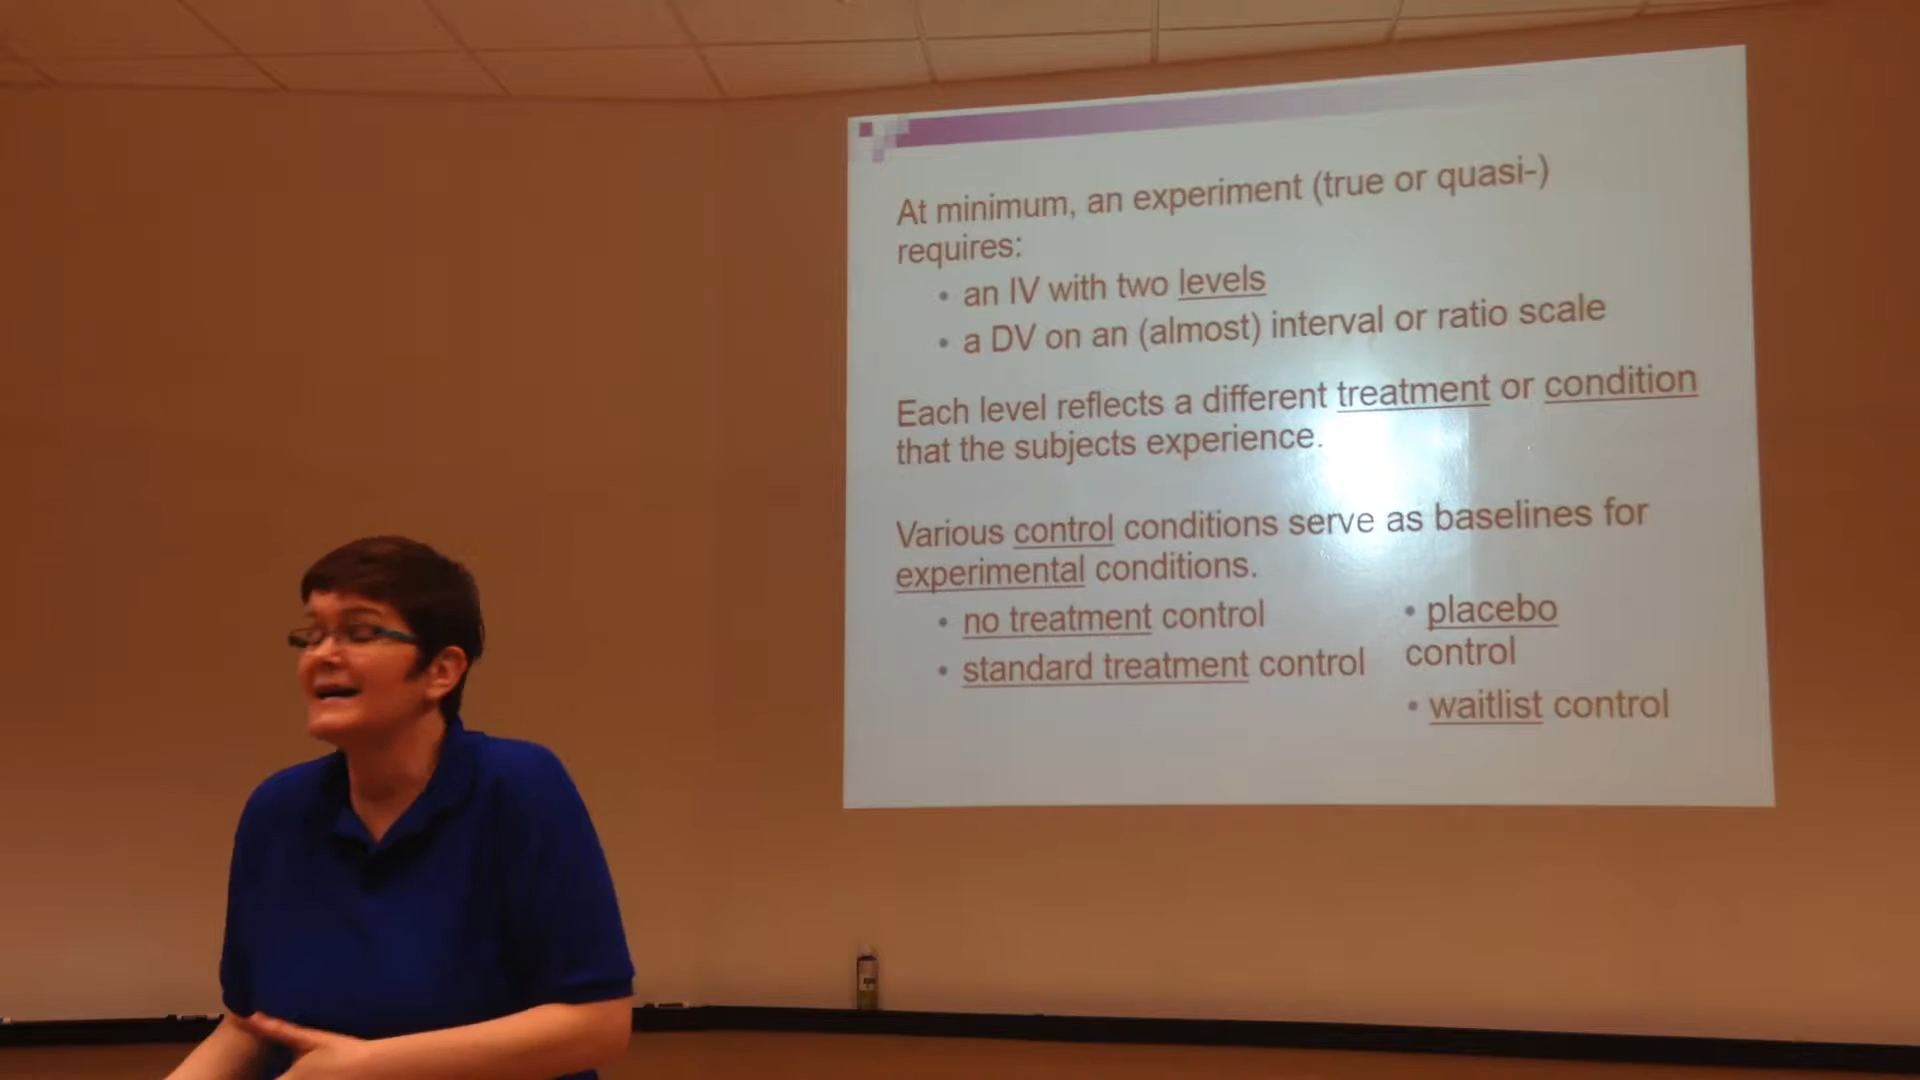 At minimum, an experiment (true or quasi-)
requires:
• an IV with two levels
• a DV on an (almost) interval or ratio scale
Each level reflects a different treatment or condition
that the subjects experience.
Various control conditions serve as baselines for
experimental conditions.
• no treatment control
• standard treatment control
• placebo
control
• waitlist control